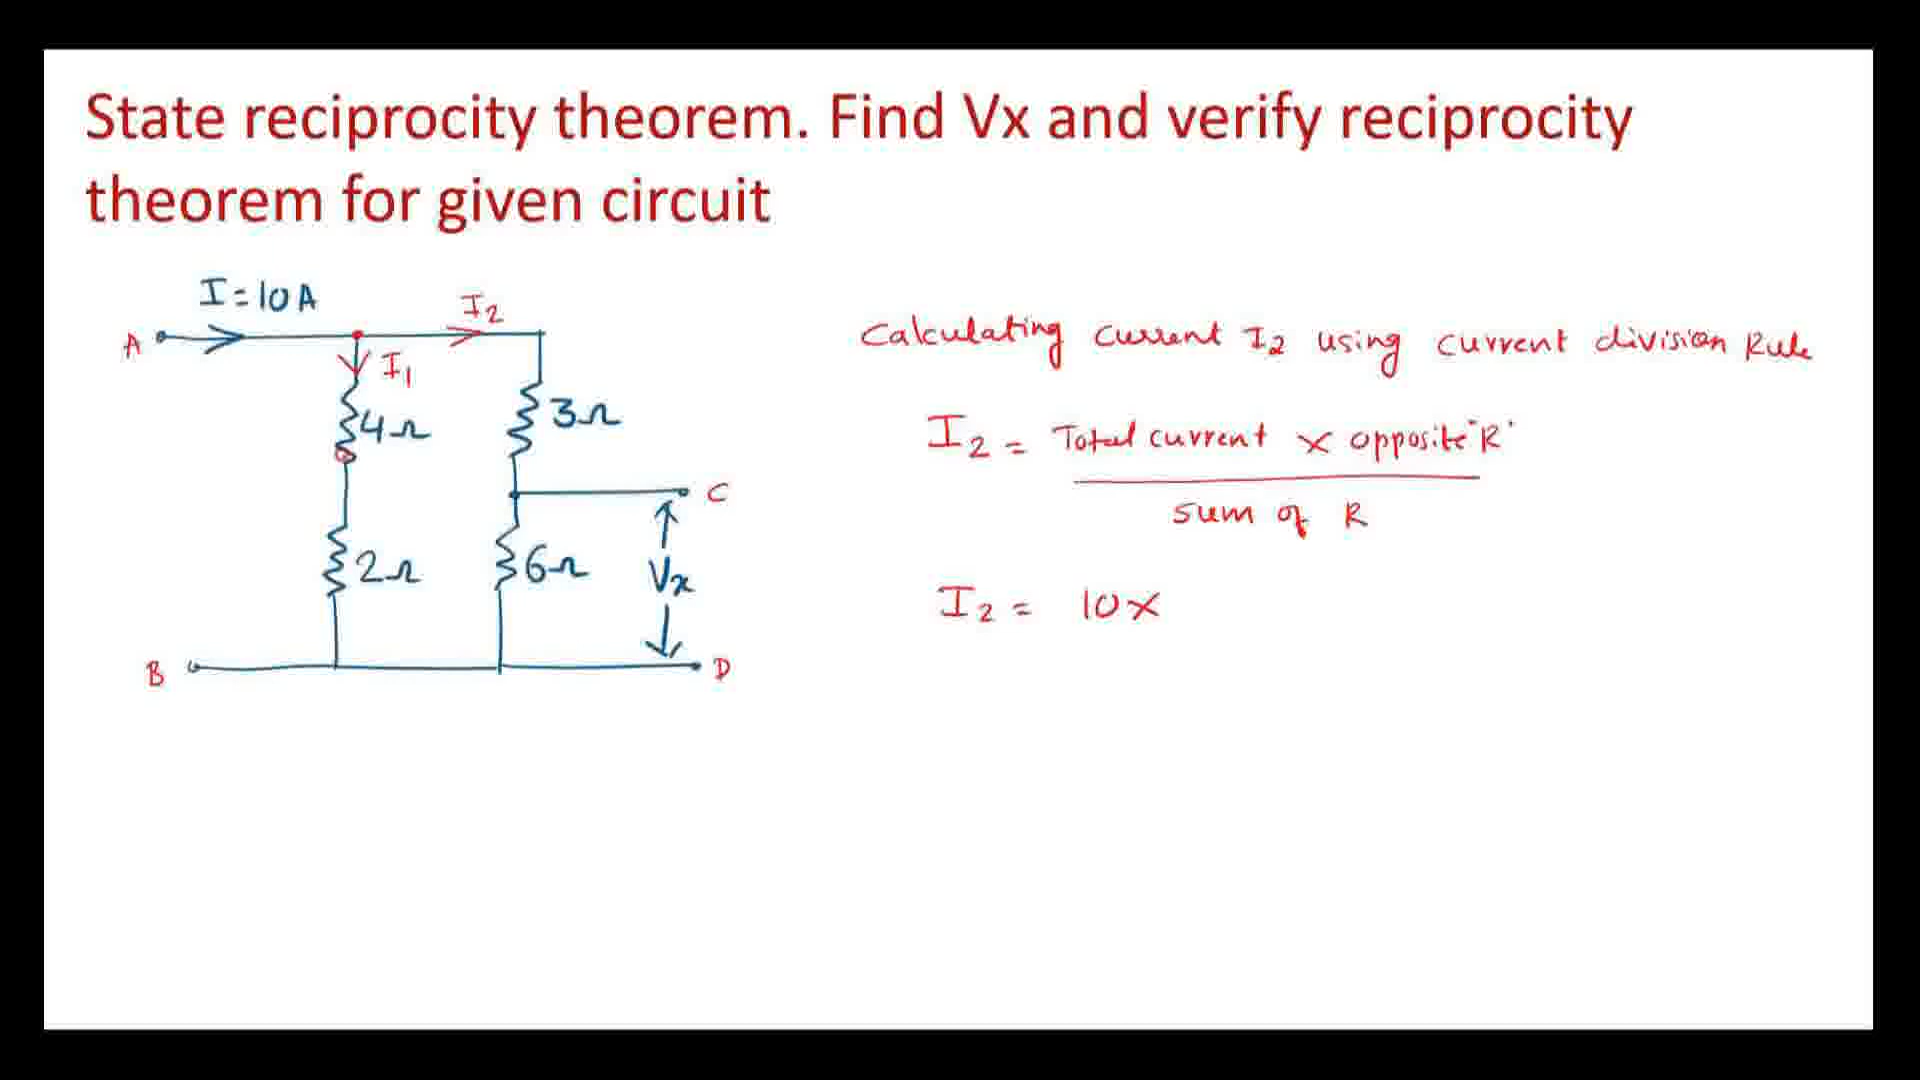 State reciprocity theorem. Find Vx and verify reciprocity
theorem for given circuit
I = 10 A
I2
A
I1
4Ω
3Ω
C
2Ω
6Ω
Vx
B
D
Calculating current I2 using current division Rule
I2 = Total current × opposite "R"
sum of R
I2 = 10 ×